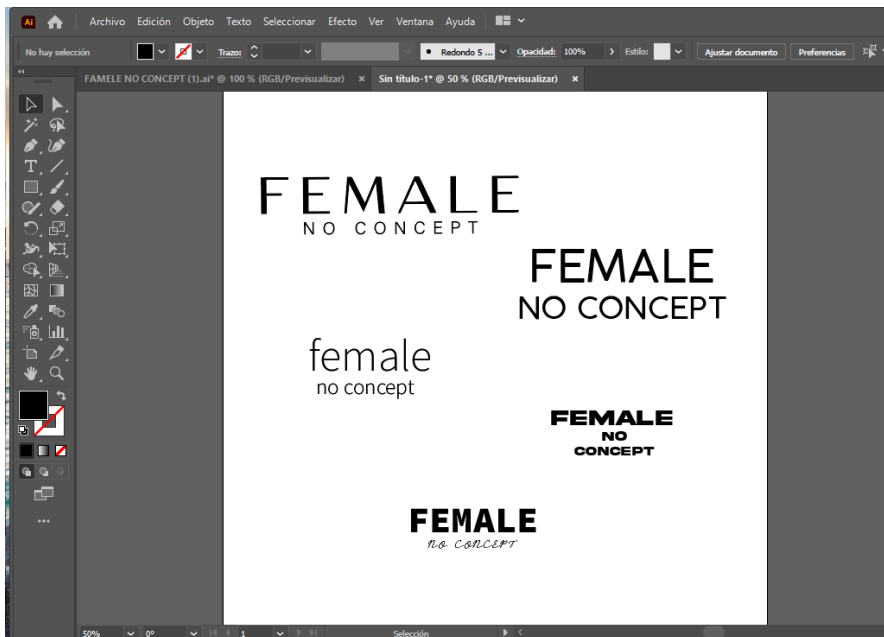 Ai Archivo Edición Objeto Texto Seleccionar Efecto Ver Ventana Ayuda
No hay selección Trazo: Redondo 5 ... Opacidad: 100% Estilo: Ajustar documento Preferencias
FAMELE NO CONCEPT (1).ai* @ 100 % (RGB/Previsualizar) × Sin título-1* @ 50 % (RGB/Previsualizar) ×
FEMALE
NO CONCEPT
FEMALE
NO CONCEPT
female
no concept
FEMALE
NO
CONCEPT
FEMALE
no concept
50% 0° 1 Selección